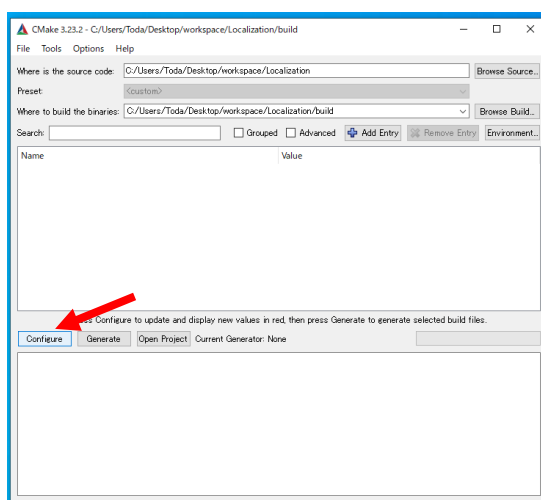 CMake 3.23.2 - C:/Users/Toda/Desktop/workspace/Localization/build
File Tools Options Help
Where is the source code: C:/Users/Toda/Desktop/workspace/Localization Browse Source...
Preset: <custom>
Where to build the binaries: C:/Users/Toda/Desktop/workspace/Localization/build Browse Build...
Search: Grouped Advanced Add Entry Remove Entry Environment...
Name Value
Configure to update and display new values in red, then press Generate to generate selected build files.
Configure Generate Open Project Current Generator: None